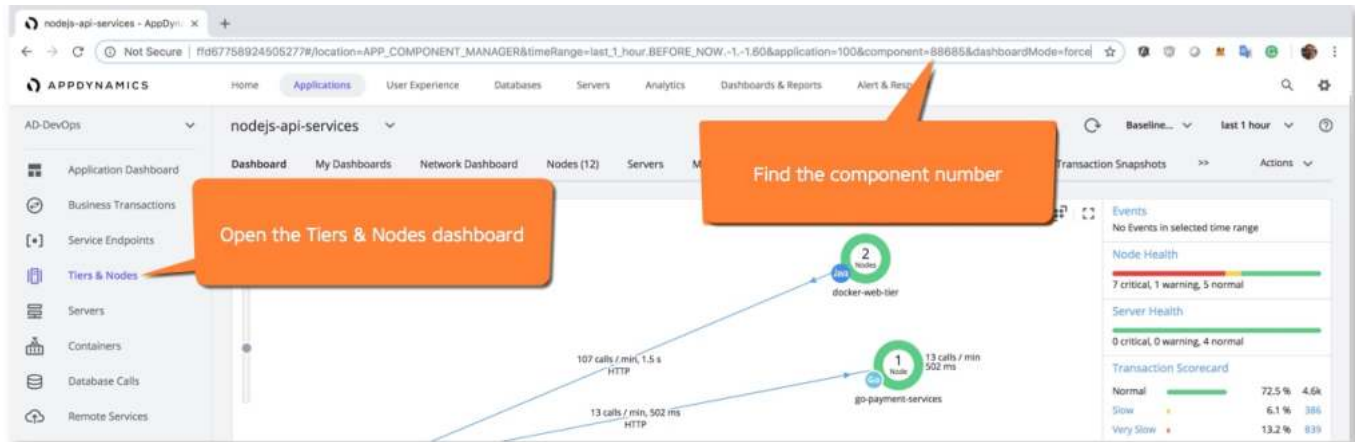 nodejs-api-services - AppDyn
Not Secure | ffd67758924505277#/location=APP_COMPONENT_MANAGER&timeRange=last_1_hour.BEFORE_NOW.-1.-1.60&application=100&component=88685&dashboardMode=force
APPDYNAMICS
Home Applications User Experience Databases Servers Analytics Dashboards & Reports Alert & Resp
AD-DevOps
nodejs-api-services
Baseline... last 1 hour
Dashboard My Dashboards Network Dashboard Nodes (12) Servers M
Transaction Snapshots >> Actions
Find the component number
Application Dashboard
Business Transactions
Service Endpoints
Tiers & Nodes
Servers
Containers
Database Calls
Remote Services
Open the Tiers & Nodes dashboard
2
Nodes
Java
docker-web-tier
107 calls / min, 1.5 s
HTTP
1
Node
Go
13 calls / min
502 ms
go-payment-services
13 calls / min, 502 ms
HTTP
Events
No Events in selected time range
Node Health
7 critical, 1 warning, 5 normal
Server Health
0 critical, 0 warning, 4 normal
Transaction Scorecard
Normal 72.5 % 4.6k
Slow 6.1 % 386
Very Slow 13.2 % 839